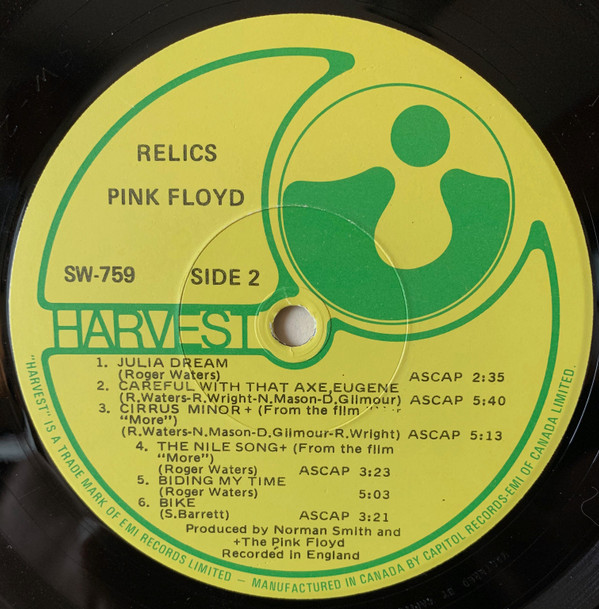 RELICS
PINK FLOYD
SW-759 SIDE 2
HARVEST
1. JULIA DREAM
(Roger Waters) ASCAP 2:35
2. CAREFUL WITH THAT AXE,EUGENE
(R.Waters-R.Wright-N.Mason-D.Gilmour) ASCAP 5:40
3. CIRRUS MINOR + (From the film
"More")
(R.Waters-N.Mason-D.Gilmour-R.Wright) ASCAP 5:13
4. THE NILE SONG+ (From the film
"More")
(Roger Waters) ASCAP 3:23
5. BIDING MY TIME
(Roger Waters) 5:03
6. BIKE
(S.Barrett) ASCAP 3:21
Produced by Norman Smith and
+The Pink Floyd
Recorded in England
"HARVEST" IS A TRADE MARK OF EMI RECORDS LIMITED – MANUFACTURED IN CANADA BY CAPITOL RECORDS-EMI OF CANADA LIMITED.